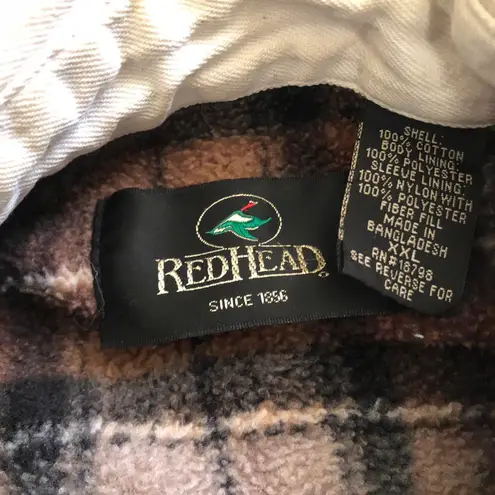 REDHEAD®
SINCE 1856
SHELL:
100% COTTON
BODY LINING:
100% POLYESTER
SLEEVE LINING:
100% NYLON WITH
100% POLYESTER
FIBER FILL
MADE IN
BANGLADESH
XXL
RN#16798
SEE REVERSE FOR
CARE